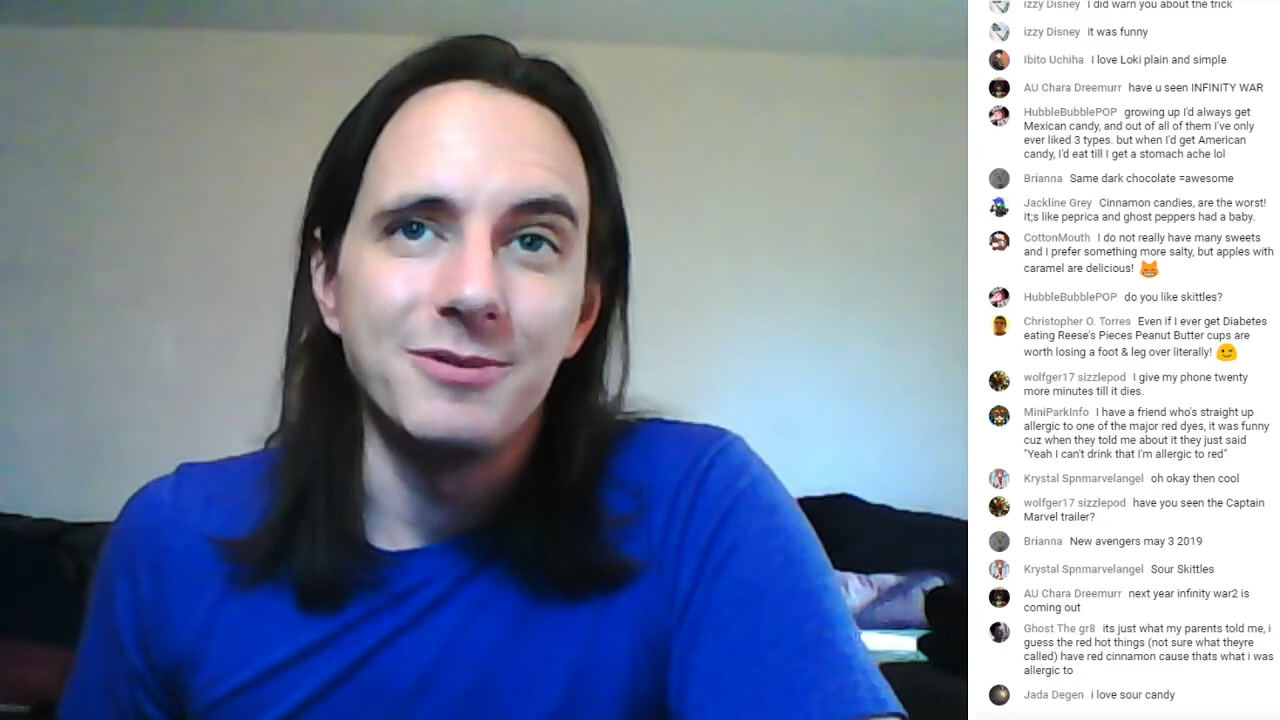 izzy Disney I did warn you about the trick
izzy Disney It was funny
Ibito Uchiha I love Loki plain and simple
AU Chara Dreemurr have u seen INFINITY WAR
HubbleBubblePOP growing up I'd always get
Mexican candy, and out of all of them I've only
ever liked 3 types. but when I'd get American
candy, I'd eat till I get a stomach ache lol
Brianna Same dark chocolate =awesome
Jackline Grey Cinnamon candies, are the worst!
It;s like peprica and ghost peppers had a baby.
CottonMouth I do not really have many sweets
and I prefer something more salty, but apples with
caramel are delicious!
HubbleBubblePOP do you like skittles?
Christopher O. Torres Even if I ever get Diabetes
eating Reese's Pieces Peanut Butter cups are
worth losing a foot & leg over literally!
wolfger17 sizzlepod I give my phone twenty
more minutes till it dies.
MiniParkInfo I have a friend who's straight up
allergic to one of the major red dyes, it was funny
cuz when they told me about it they just said
"Yeah I can't drink that I'm allergic to red"
Krystal Spnmarvelangel oh okay then cool
wolfger17 sizzlepod have you seen the Captain
Marvel trailer?
Brianna New avengers may 3 2019
Krystal Spnmarvelangel Sour Skittles
AU Chara Dreemurr next year infinity war2 is
coming out
Ghost The gr8 its just what my parents told me, i
guess the red hot things (not sure what theyre
called) have red cinnamon cause thats what i was
allergic to
Jada Degen i love sour candy